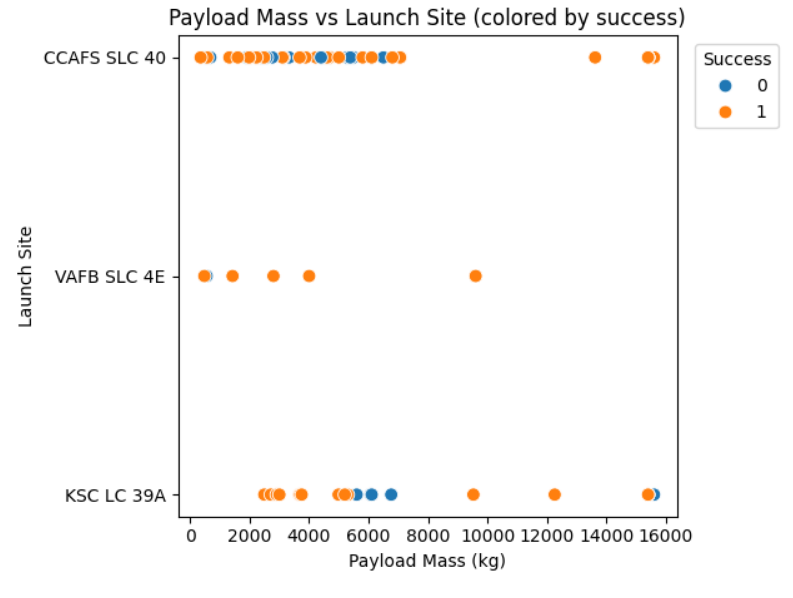 Payload Mass vs Launch Site (colored by success)
CCAFS SLC 40
VAFB SLC 4E
KSC LC 39A
Launch Site
0 2000 4000 6000 8000 10000 12000 14000 16000
Payload Mass (kg)
Success
0
1